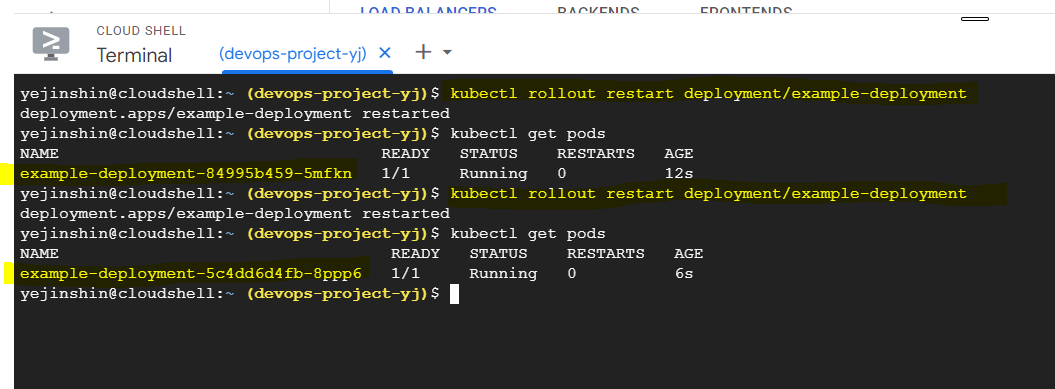 LOAD BALANCERS BACKENDS FRONTENDS
CLOUD SHELL
Terminal (devops-project-yj) × + ▾
yejinshin@cloudshell:~ (devops-project-yj)$ kubectl rollout restart deployment/example-deployment
deployment.apps/example-deployment restarted
yejinshin@cloudshell:~ (devops-project-yj)$ kubectl get pods
NAME READY STATUS RESTARTS AGE
example-deployment-84995b459-5mfkn 1/1 Running 0 12s
yejinshin@cloudshell:~ (devops-project-yj)$ kubectl rollout restart deployment/example-deployment
deployment.apps/example-deployment restarted
yejinshin@cloudshell:~ (devops-project-yj)$ kubectl get pods
NAME READY STATUS RESTARTS AGE
example-deployment-5c4dd6d4fb-8ppp6 1/1 Running 0 6s
yejinshin@cloudshell:~ (devops-project-yj)$